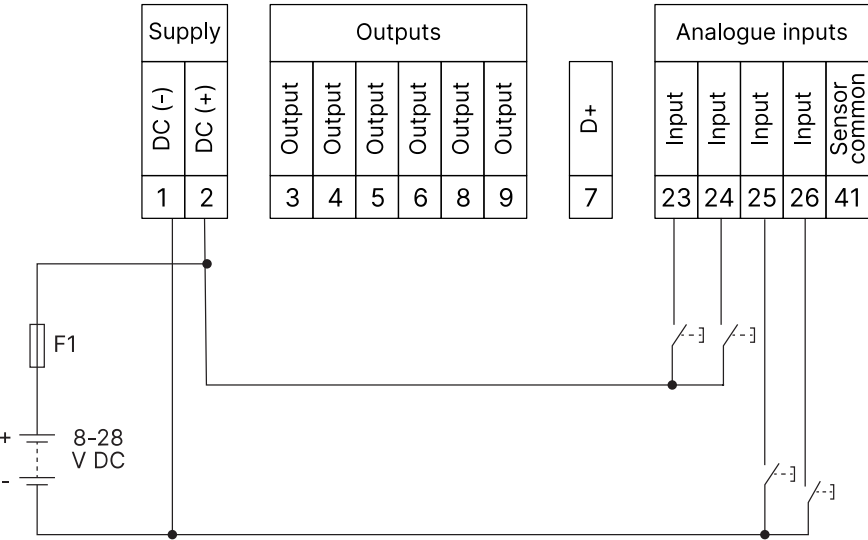 Supply
Outputs
Analogue inputs
DC (-)
DC (+)
Output
Output
Output
Output
Output
Output
D+
Input
Input
Input
Input
Sensor
common
1
2
3
4
5
6
8
9
7
23
24
25
26
41
F1
+
8-28
V DC
-